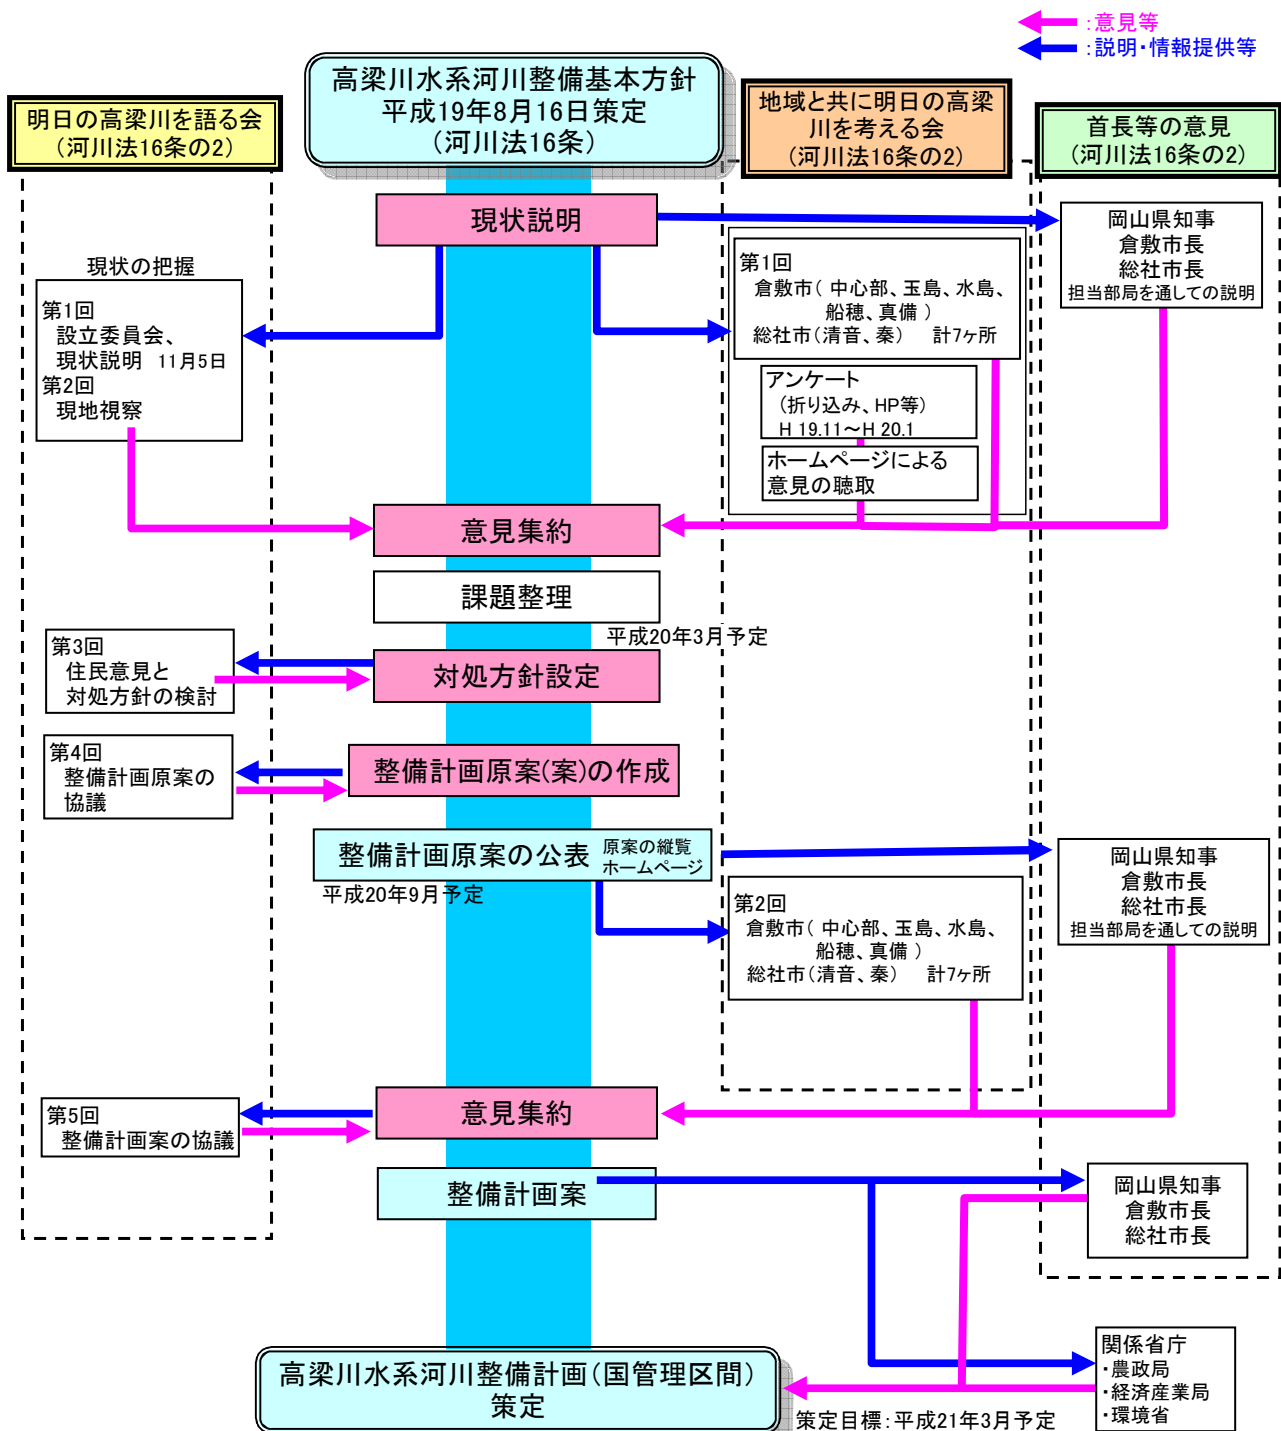 :意見等
:説明・情報提供等
高梁川水系河川整備基本方針
平成19年8月16日策定
(河川法16条)
明日の高梁川を語る会
(河川法16条の2)
地域と共に明日の高梁
川を考える会
(河川法16条の2)
首長等の意見
(河川法16条の2)
現状説明
岡山県知事
倉敷市長
総社市長
担当部局を通しての説明
現状の把握
第1回
設立委員会、
現状説明 11月5日
第2回
現地視察
第1回
倉敷市( 中心部、玉島、水島、
船穂、真備 )
総社市(清音、秦) 計7ヶ所
アンケート
(折り込み、HP等)
H 19.11～H 20.1
ホームページによる
意見の聴取
意見集約
課題整理
平成20年3月予定
第3回
住民意見と
対処方針の検討
対処方針設定
第4回
整備計画原案の
協議
整備計画原案(案)の作成
整備計画原案の公表 原案の縦覧
ホームページ
平成20年9月予定
岡山県知事
倉敷市長
総社市長
担当部局を通しての説明
第2回
倉敷市( 中心部、玉島、水島、
船穂、真備 )
総社市(清音、秦) 計7ヶ所
意見集約
第5回
整備計画案の協議
整備計画案
岡山県知事
倉敷市長
総社市長
関係省庁
・農政局
・経済産業局
・環境省
高梁川水系河川整備計画(国管理区間)
策定
策定目標:平成21年3月予定